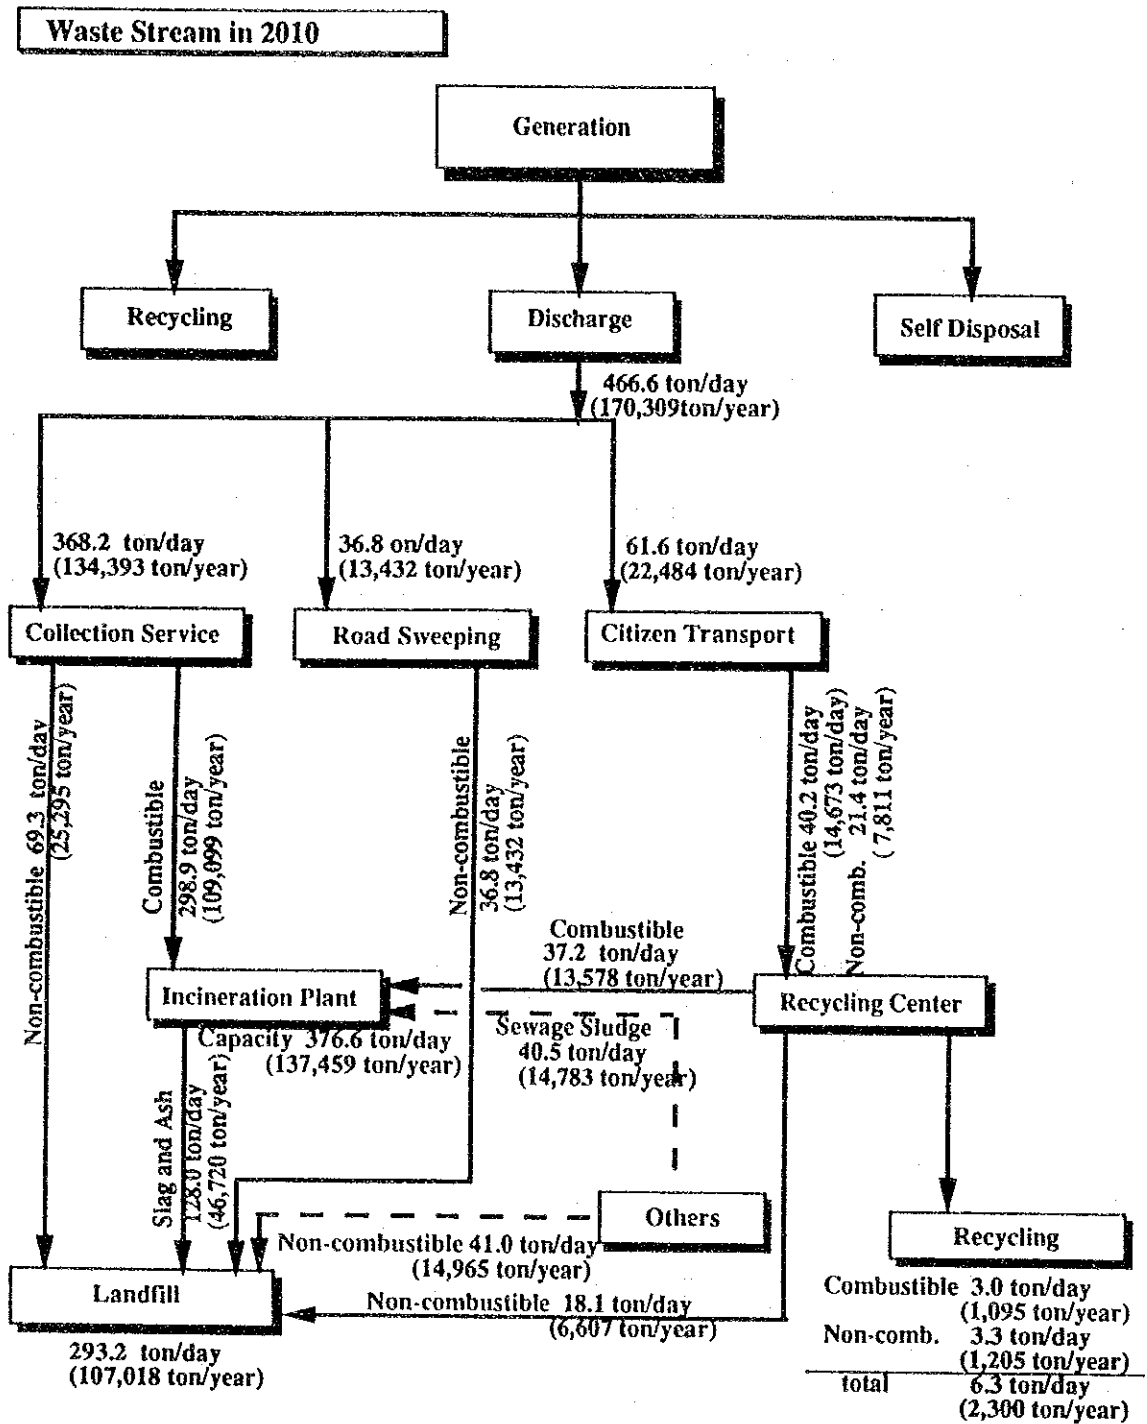 Waste Stream in 2010
Generation
Recycling
Discharge
Self Disposal
466.6 ton/day
(170,309ton/year)
368.2 ton/day
(134,393 ton/year)
36.8 on/day
(13,432 ton/year)
61.6 ton/day
(22,484 ton/year)
Collection Service
Road Sweeping
Citizen Transport
Non-combustible 69.3 ton/day
(25,295 ton/year)
Combustible
298.9 ton/day
(109,099 ton/year)
Non-combustible
36.8 ton/day
(13,432 ton/year)
Combustible 40.2 ton/day
(14,673 ton/day)
Non-comb. 21.4 ton/day
( 7,811 ton/year)
Combustible
37.2 ton/day
(13,578 ton/year)
Incineration Plant
Recycling Center
Capacity 376.6 ton/day
(137,459 ton/year)
Sewage Sludge
40.5 ton/day
(14,783 ton/year)
Slag and Ash
128.0 ton/day
(46,720 ton/year)
Others
Recycling
Non-combustible 41.0 ton/day
(14,965 ton/year)
Landfill
Non-combustible 18.1 ton/day
(6,607 ton/year)
293.2 ton/day
(107,018 ton/year)
Combustible 3.0 ton/day
(1,095 ton/year)
Non-comb. 3.3 ton/day
(1,205 ton/year)
total 6.3 ton/day
(2,300 ton/year)